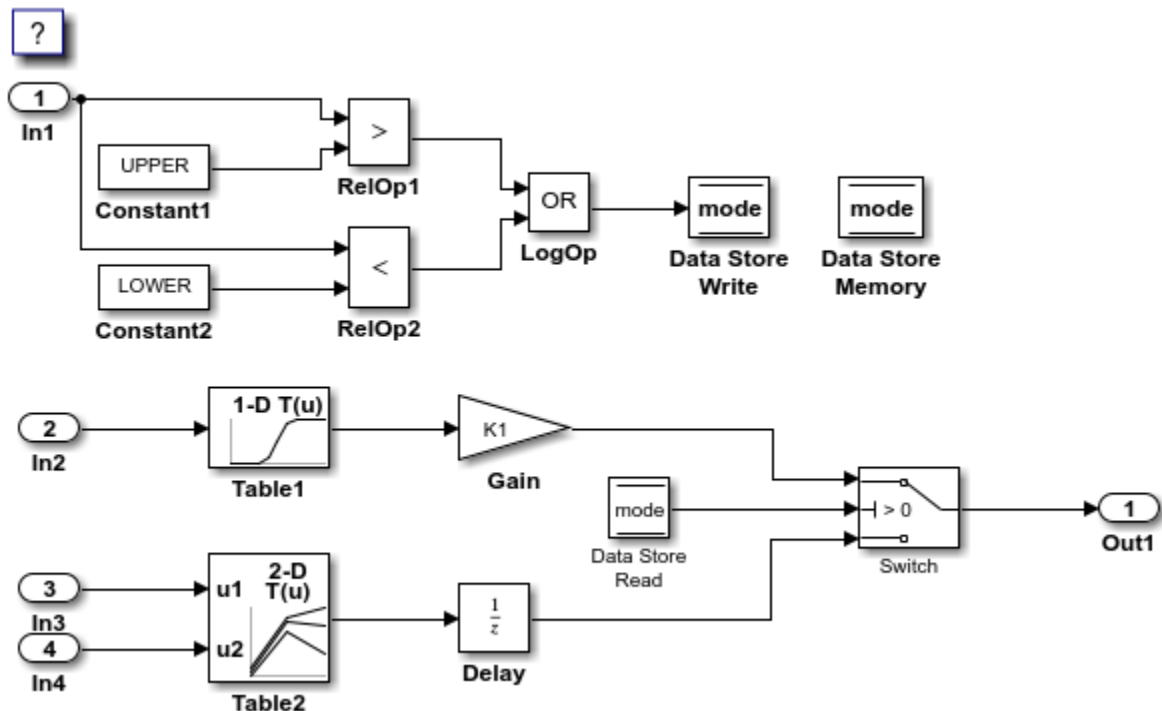 ?
1
In1
UPPER
Constant1
>
RelOp1
LOWER
Constant2
<
RelOp2
OR
LogOp
mode
Data Store
Write
mode
Data Store
Memory
2
In2
1-D T(u)
Table1
K1
Gain
mode
Data Store
Read
> 0
Switch
1
Out1
3
In3
4
In4
u1
u2
2-D
T(u)
Table2
1
z
Delay